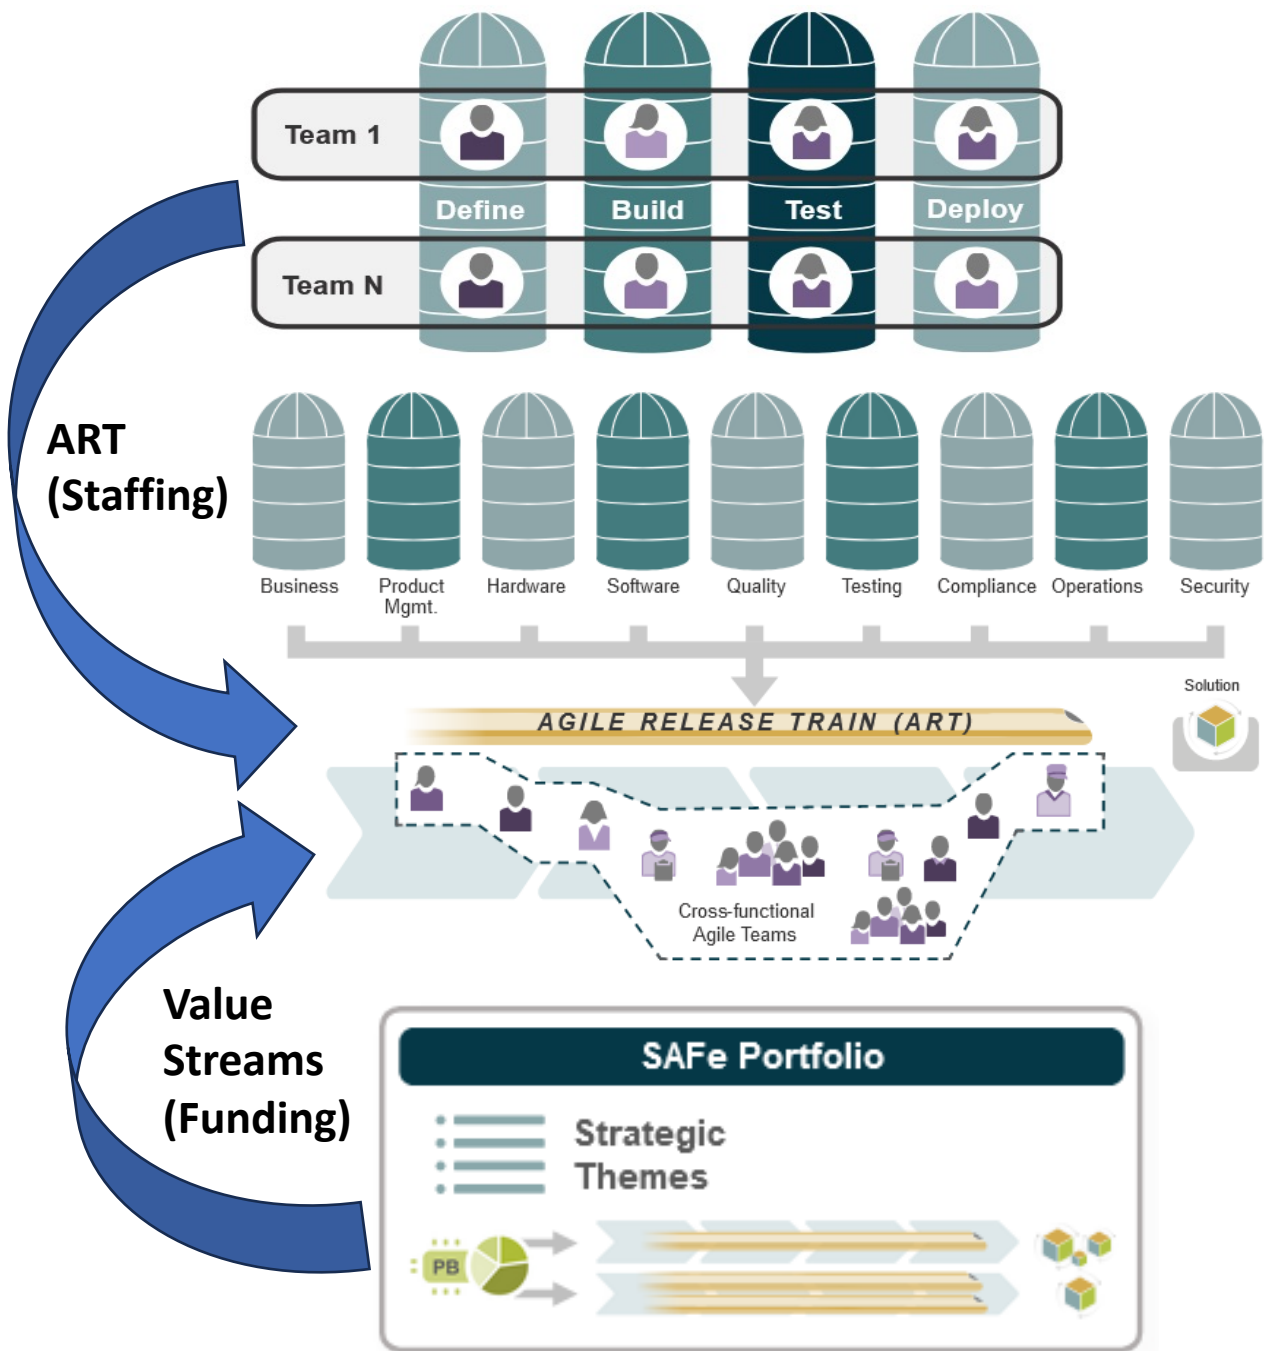 Team 1
Define
Build
Test
Deploy
Team N
ART
(Staffing)
Business
Product
Mgmt.
Hardware
Software
Quality
Testing
Compliance
Operations
Security
Solution
AGILE RELEASE TRAIN (ART)
Cross-functional
Agile Teams
Value
Streams
(Funding)
SAFe Portfolio
Strategic
Themes
PB